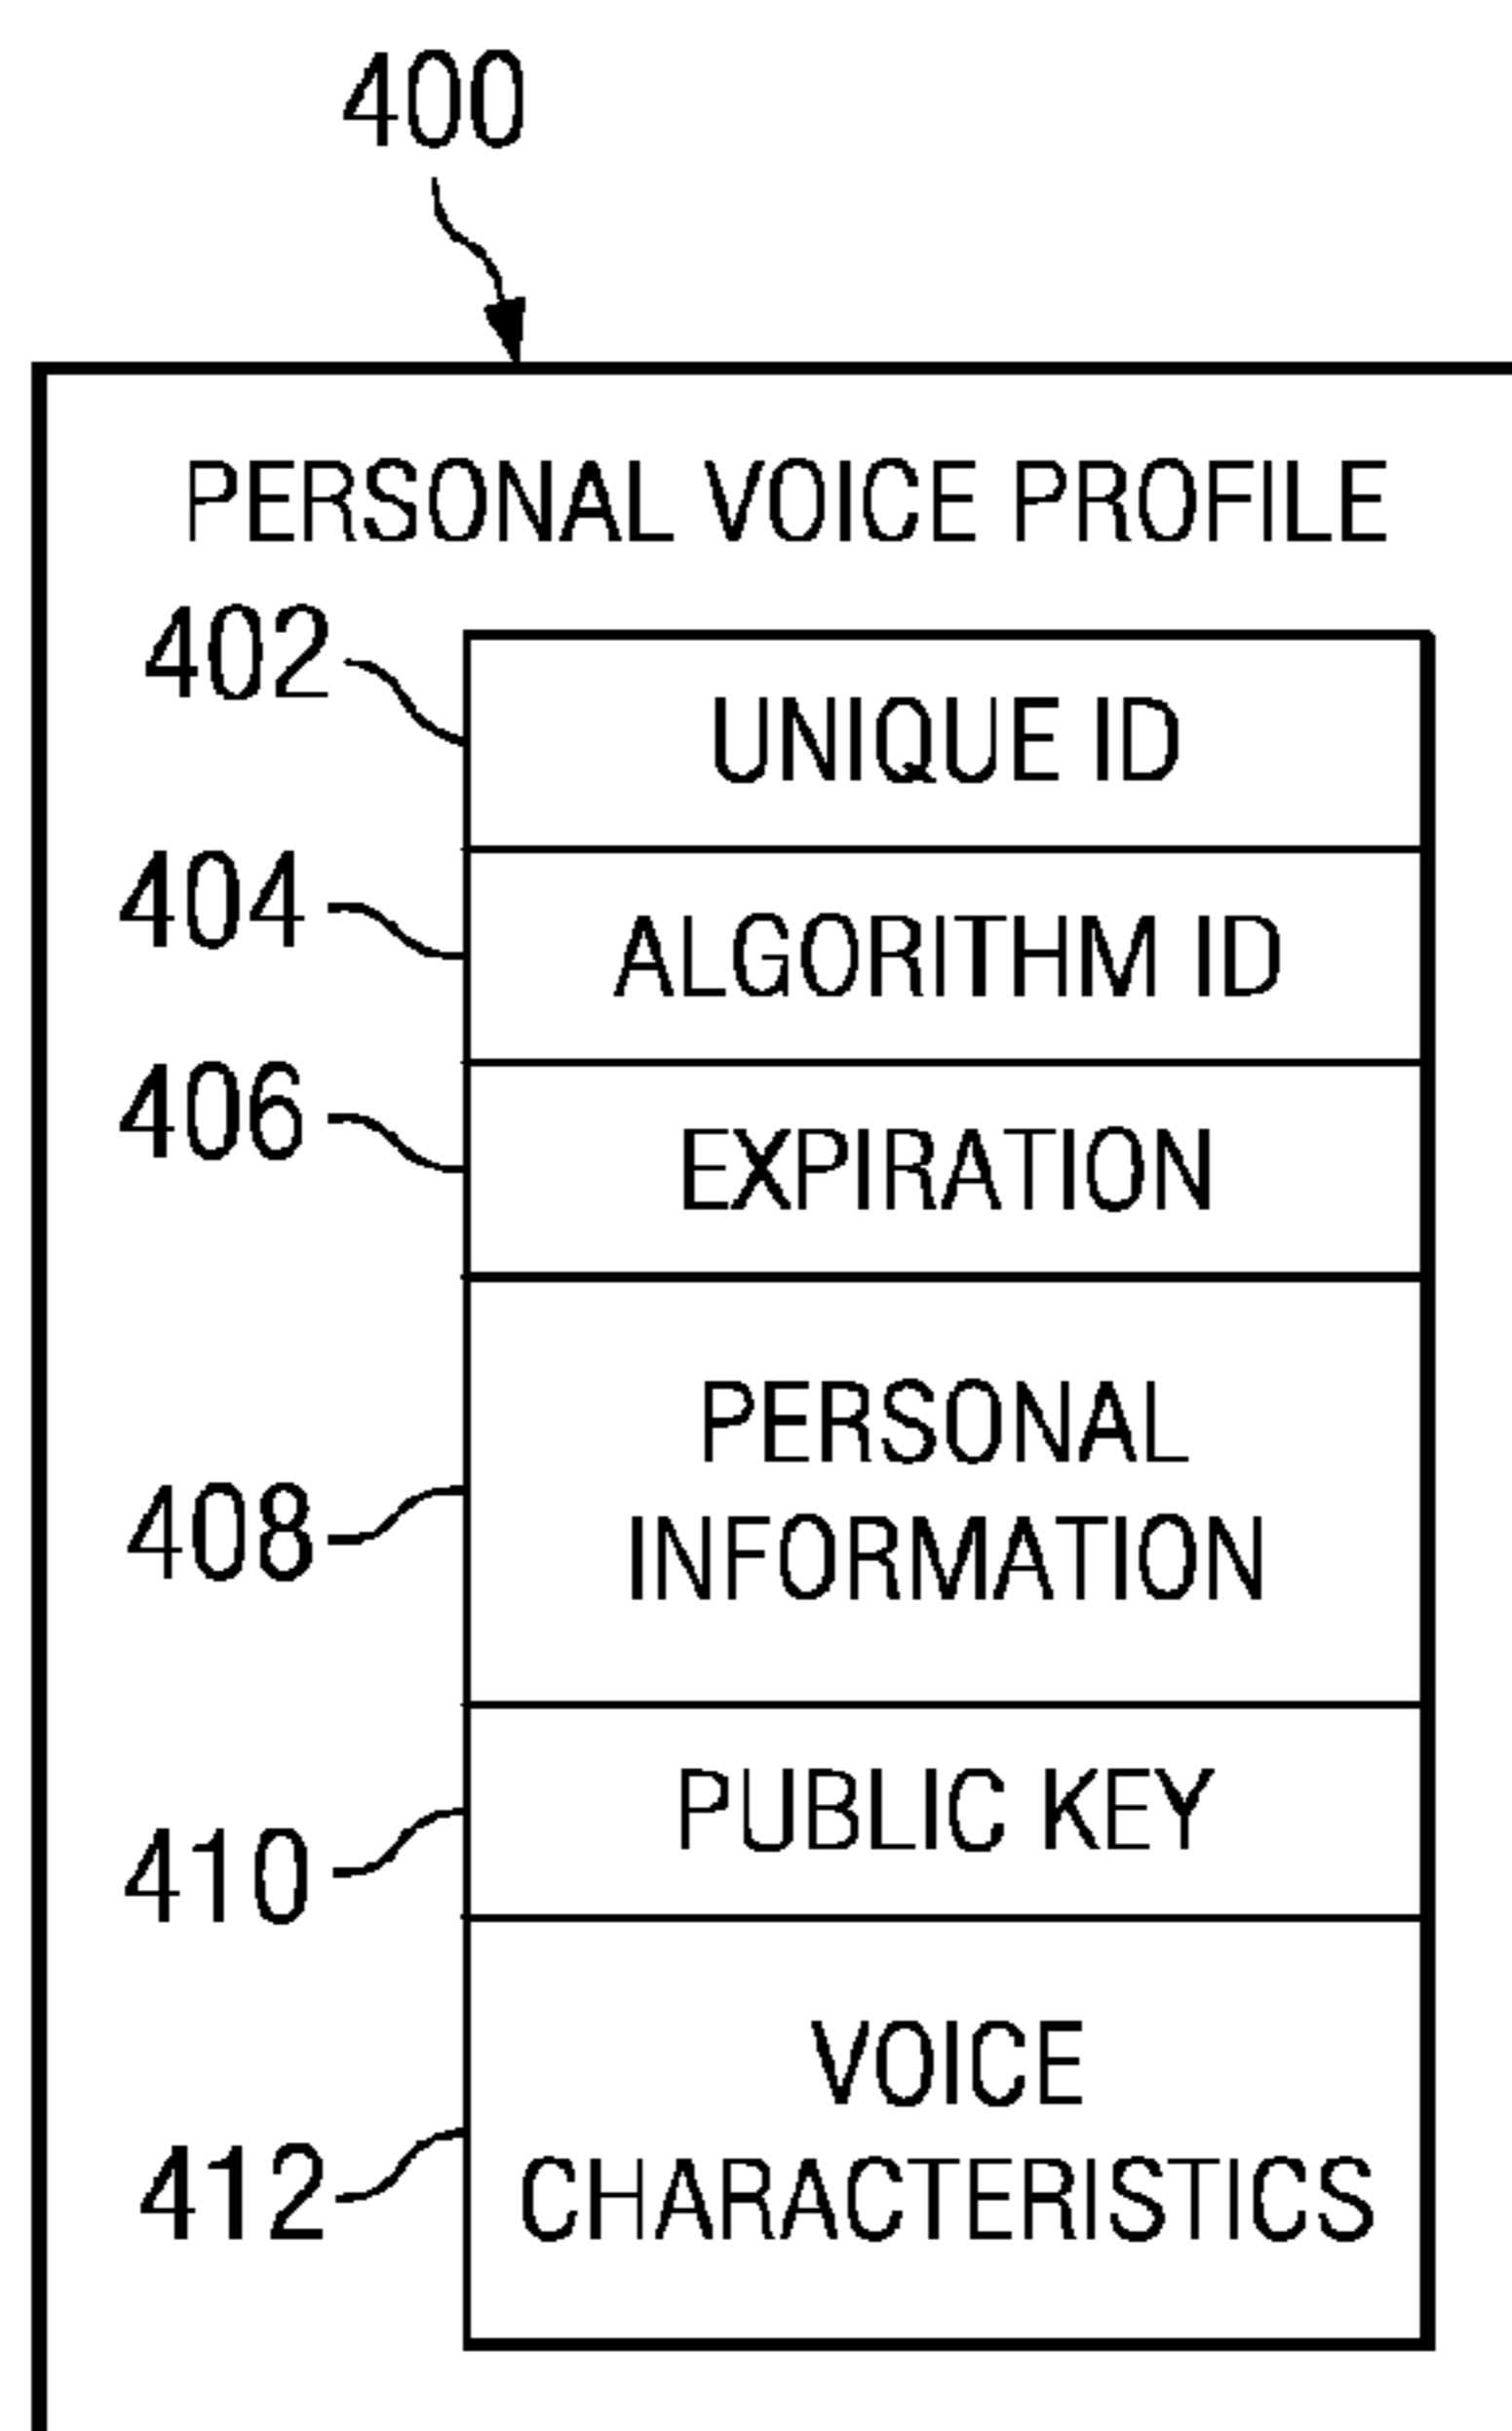 400
PERSONAL VOICE PROFILE
402
UNIQUE ID
404
ALGORITHM ID
406
EXPIRATION
408
PERSONAL
INFORMATION
410
PUBLIC KEY
412
VOICE
CHARACTERISTICS